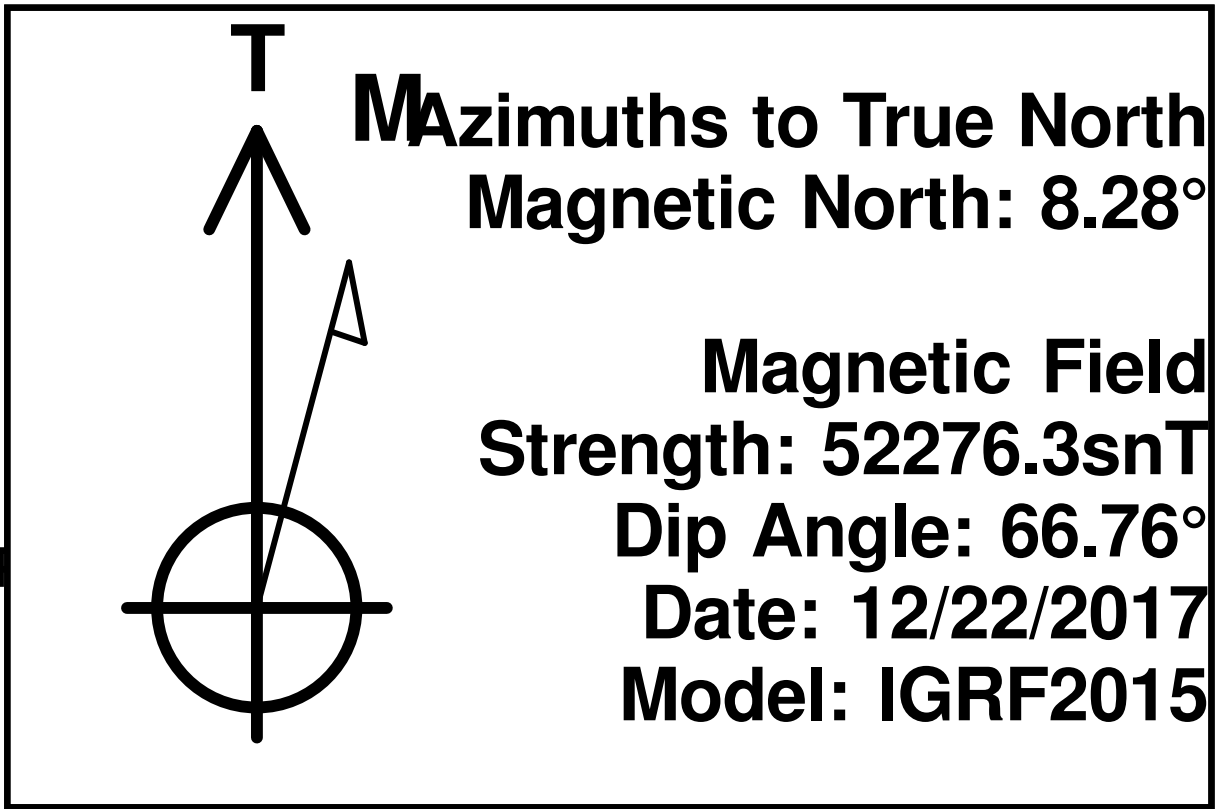 T
M
Azimuths to True North
Magnetic North: 8.28°
Magnetic Field
Strength: 52276.3snT
Dip Angle: 66.76°
Date: 12/22/2017
Model: IGRF2015